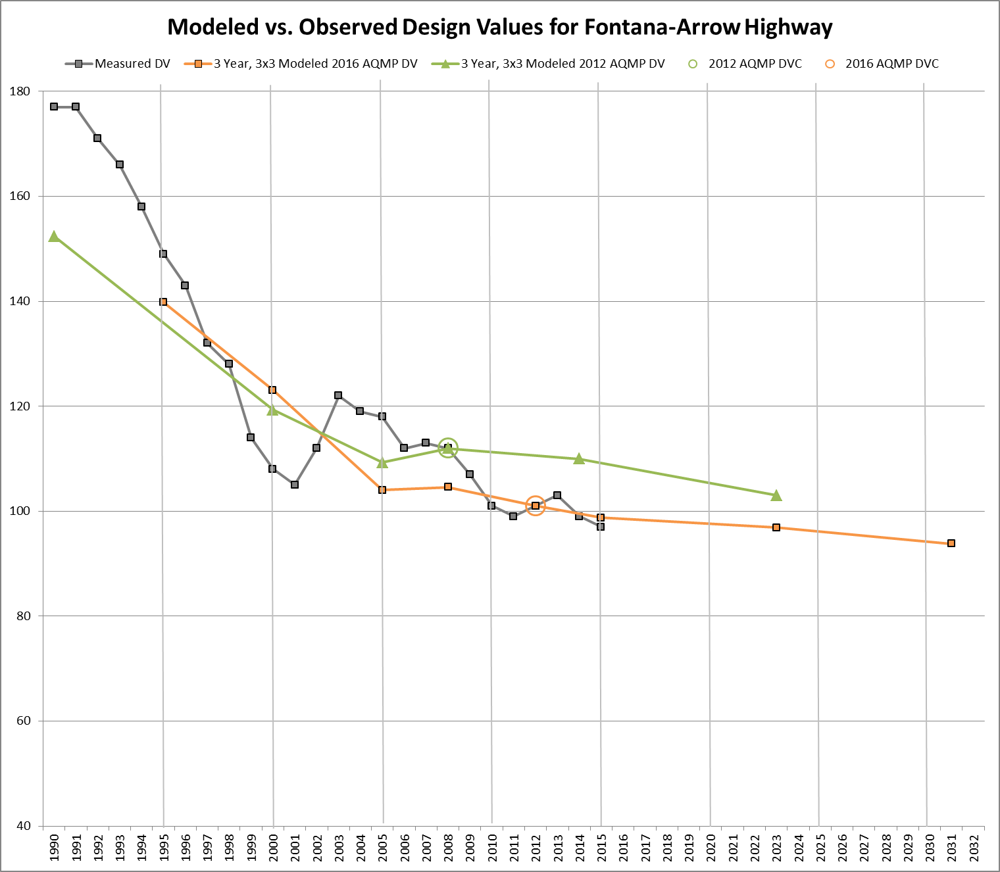 Modeled vs. Observed Design Values for Fontana-Arrow Highway
Measured DV 3 Year, 3x3 Modeled 2016 AQMP DV 3 Year, 3x3 Modeled 2012 AQMP DV 2012 AQMP DVC 2016 AQMP DVC
180
160
140
120
100
80
60
40
1990 1991 1992 1993 1994 1995 1996 1997 1998 1999 2000 2001 2002 2003 2004 2005 2006 2007 2008 2009 2010 2011 2012 2013 2014 2015 2016 2017 2018 2019 2020 2021 2022 2023 2024 2025 2026 2027 2028 2029 2030 2031 2032